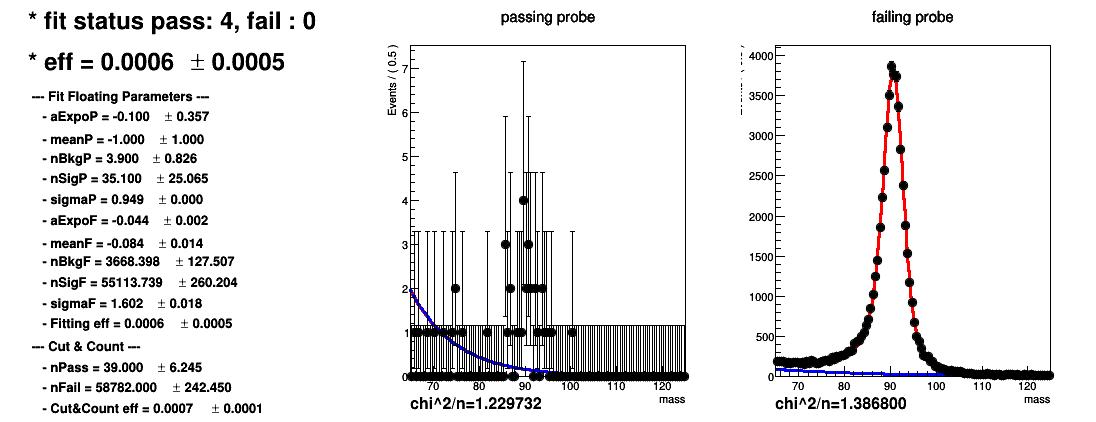 * fit status pass: 4, fail : 0
* eff = 0.0006 ± 0.0005
--- Fit Floating Parameters ---
- aExpoP = -0.100 ± 0.357
- meanP = -1.000 ± 1.000
- nBkgP = 3.900 ± 0.826
- nSigP = 35.100 ± 25.065
- sigmaP = 0.949 ± 0.000
- aExpoF = -0.044 ± 0.002
- meanF = -0.084 ± 0.014
- nBkgF = 3668.398 ± 127.507
- nSigF = 55113.739 ± 260.204
- sigmaF = 1.602 ± 0.018
- Fitting eff = 0.0006 ± 0.0005
--- Cut & Count ---
- nPass = 39.000 ± 6.245
- nFail = 58782.000 ± 242.450
- Cut&Count eff = 0.0007 ± 0.0001
passing probe
Events / ( 0.5 )
7
6
5
4
3
2
1
0
70 80 90 100 110 120
mass
chi^2/n=1.229732
failing probe
4000
3500
3000
2500
2000
1500
1000
500
0
70 80 90 100 110 120
mass
chi^2/n=1.386800